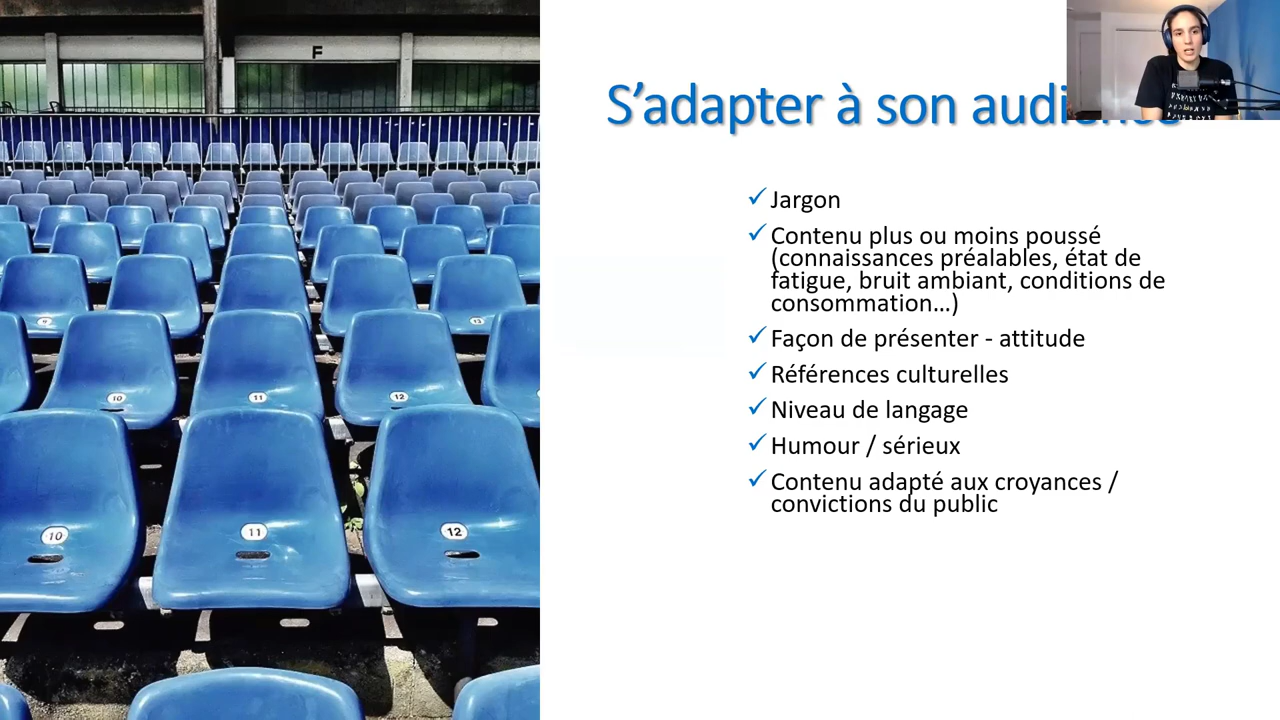 F
S'adapter à son
Jargon
Contenu plus ou moins poussé
(connaissances préalables, état de
fatigue, bruit ambiant, conditions de
consommation...)
Façon de présenter - attitude
Références culturelles
Niveau de langage
Humour / sérieux
Contenu adapté aux croyances /
convictions du public
10 11 12
10 11 12